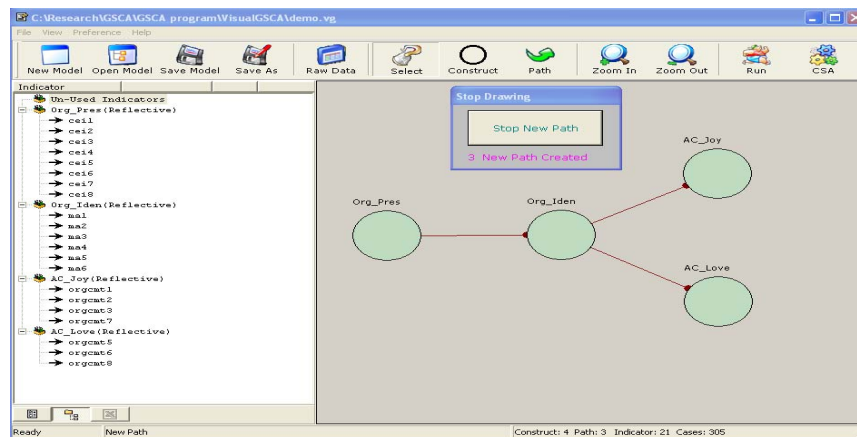 C:\Research\GSCA\GSCA program\VisualGSCA\demo.vg
File View Preference Help
New Model Open Model Save Model Save As Raw Data Select Construct Path Zoom In Zoom Out Run CSA
Indicator
Un-Used Indicators
Org_Pres(Reflective)
cei1
cei2
cei3
cei4
cei5
cei6
cei7
cei8
Org_Iden(Reflective)
ma1
ma2
ma3
ma4
ma5
ma6
AC_Joy(Reflective)
orgcmt1
orgcmt2
orgcmt3
orgcmt7
AC_Love(Reflective)
orgcmt5
orgcmt6
orgcmt8
Stop Drawing
Stop New Path
3 New Path Created
AC_Joy
Org_Pres
Org_Iden
AC_Love
Ready New Path Construct: 4 Path: 3 Indicator: 21 Cases: 305